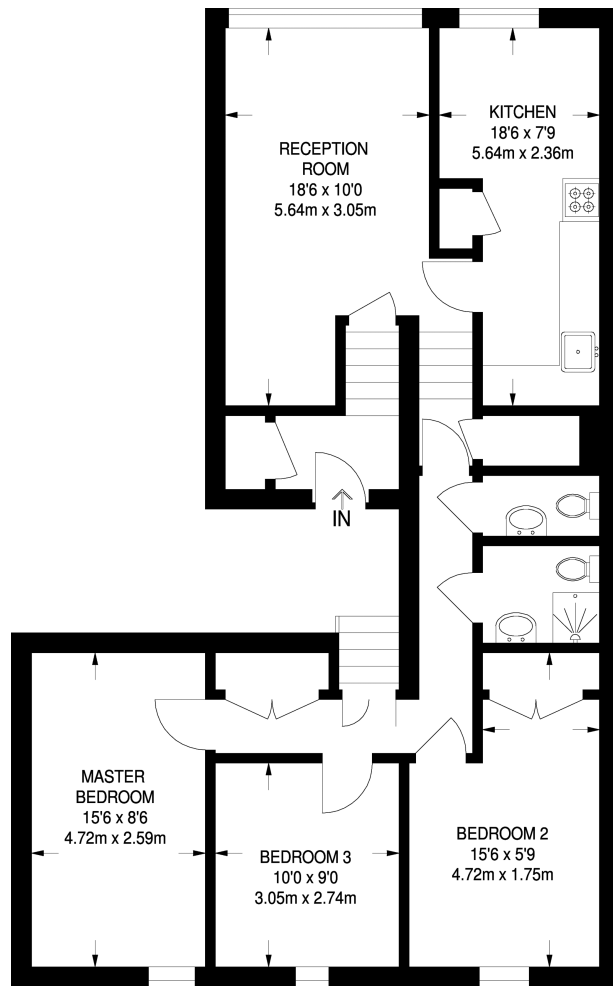 KITCHEN
18'6 x 7'9
5.64m x 2.36m
RECEPTION
ROOM
18'6 x 10'0
5.64m x 3.05m
IN
MASTER
BEDROOM
15'6 x 8'6
4.72m x 2.59m
BEDROOM 3
10'0 x 9'0
3.05m x 2.74m
BEDROOM 2
15'6 x 5'9
4.72m x 1.75m